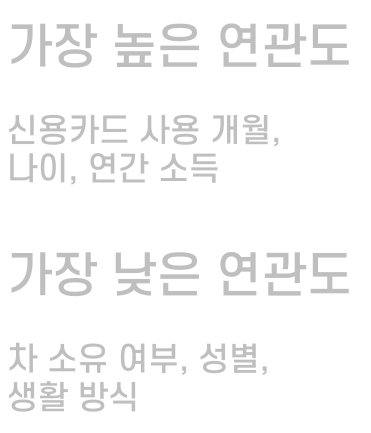 가장 높은 연관도
신용카드 사용 개월,
나이, 연간 소득
가장 낮은 연관도
차 소유 여부, 성별,
생활 방식